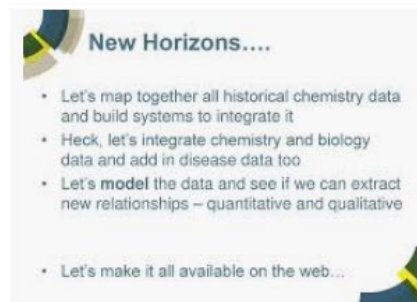 New Horizons....
• Let's map together all historical chemistry data
and build systems to integrate it
• Heck, let's integrate chemistry and biology
data and add in disease data too
• Let's model the data and see if we can extract
new relationships – quantitative and qualitative
• Let's make it all available on the web...